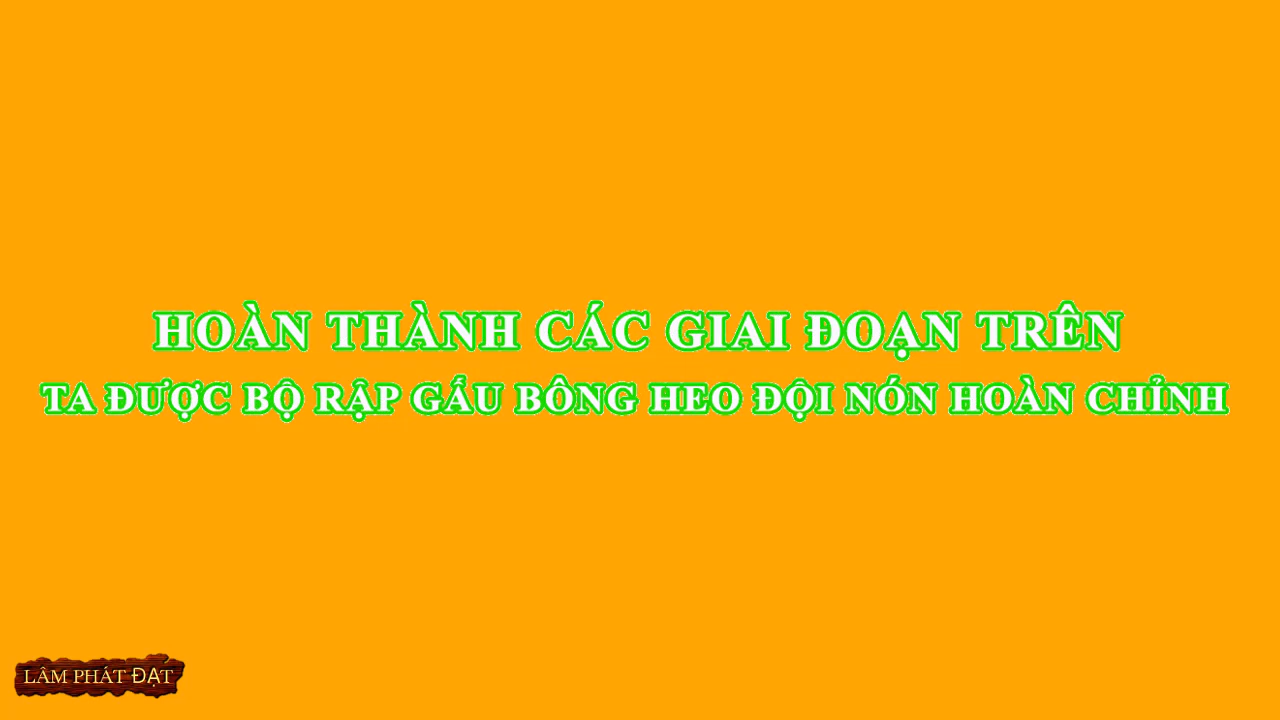 HOÀN THÀNH CÁC GIAI ĐOẠN TRÊN
TA ĐƯỢC BỘ RẬP GẤU BÔNG HEO ĐỘI NÓN HOÀN CHỈNH
LÂM PHÁT ĐẠT